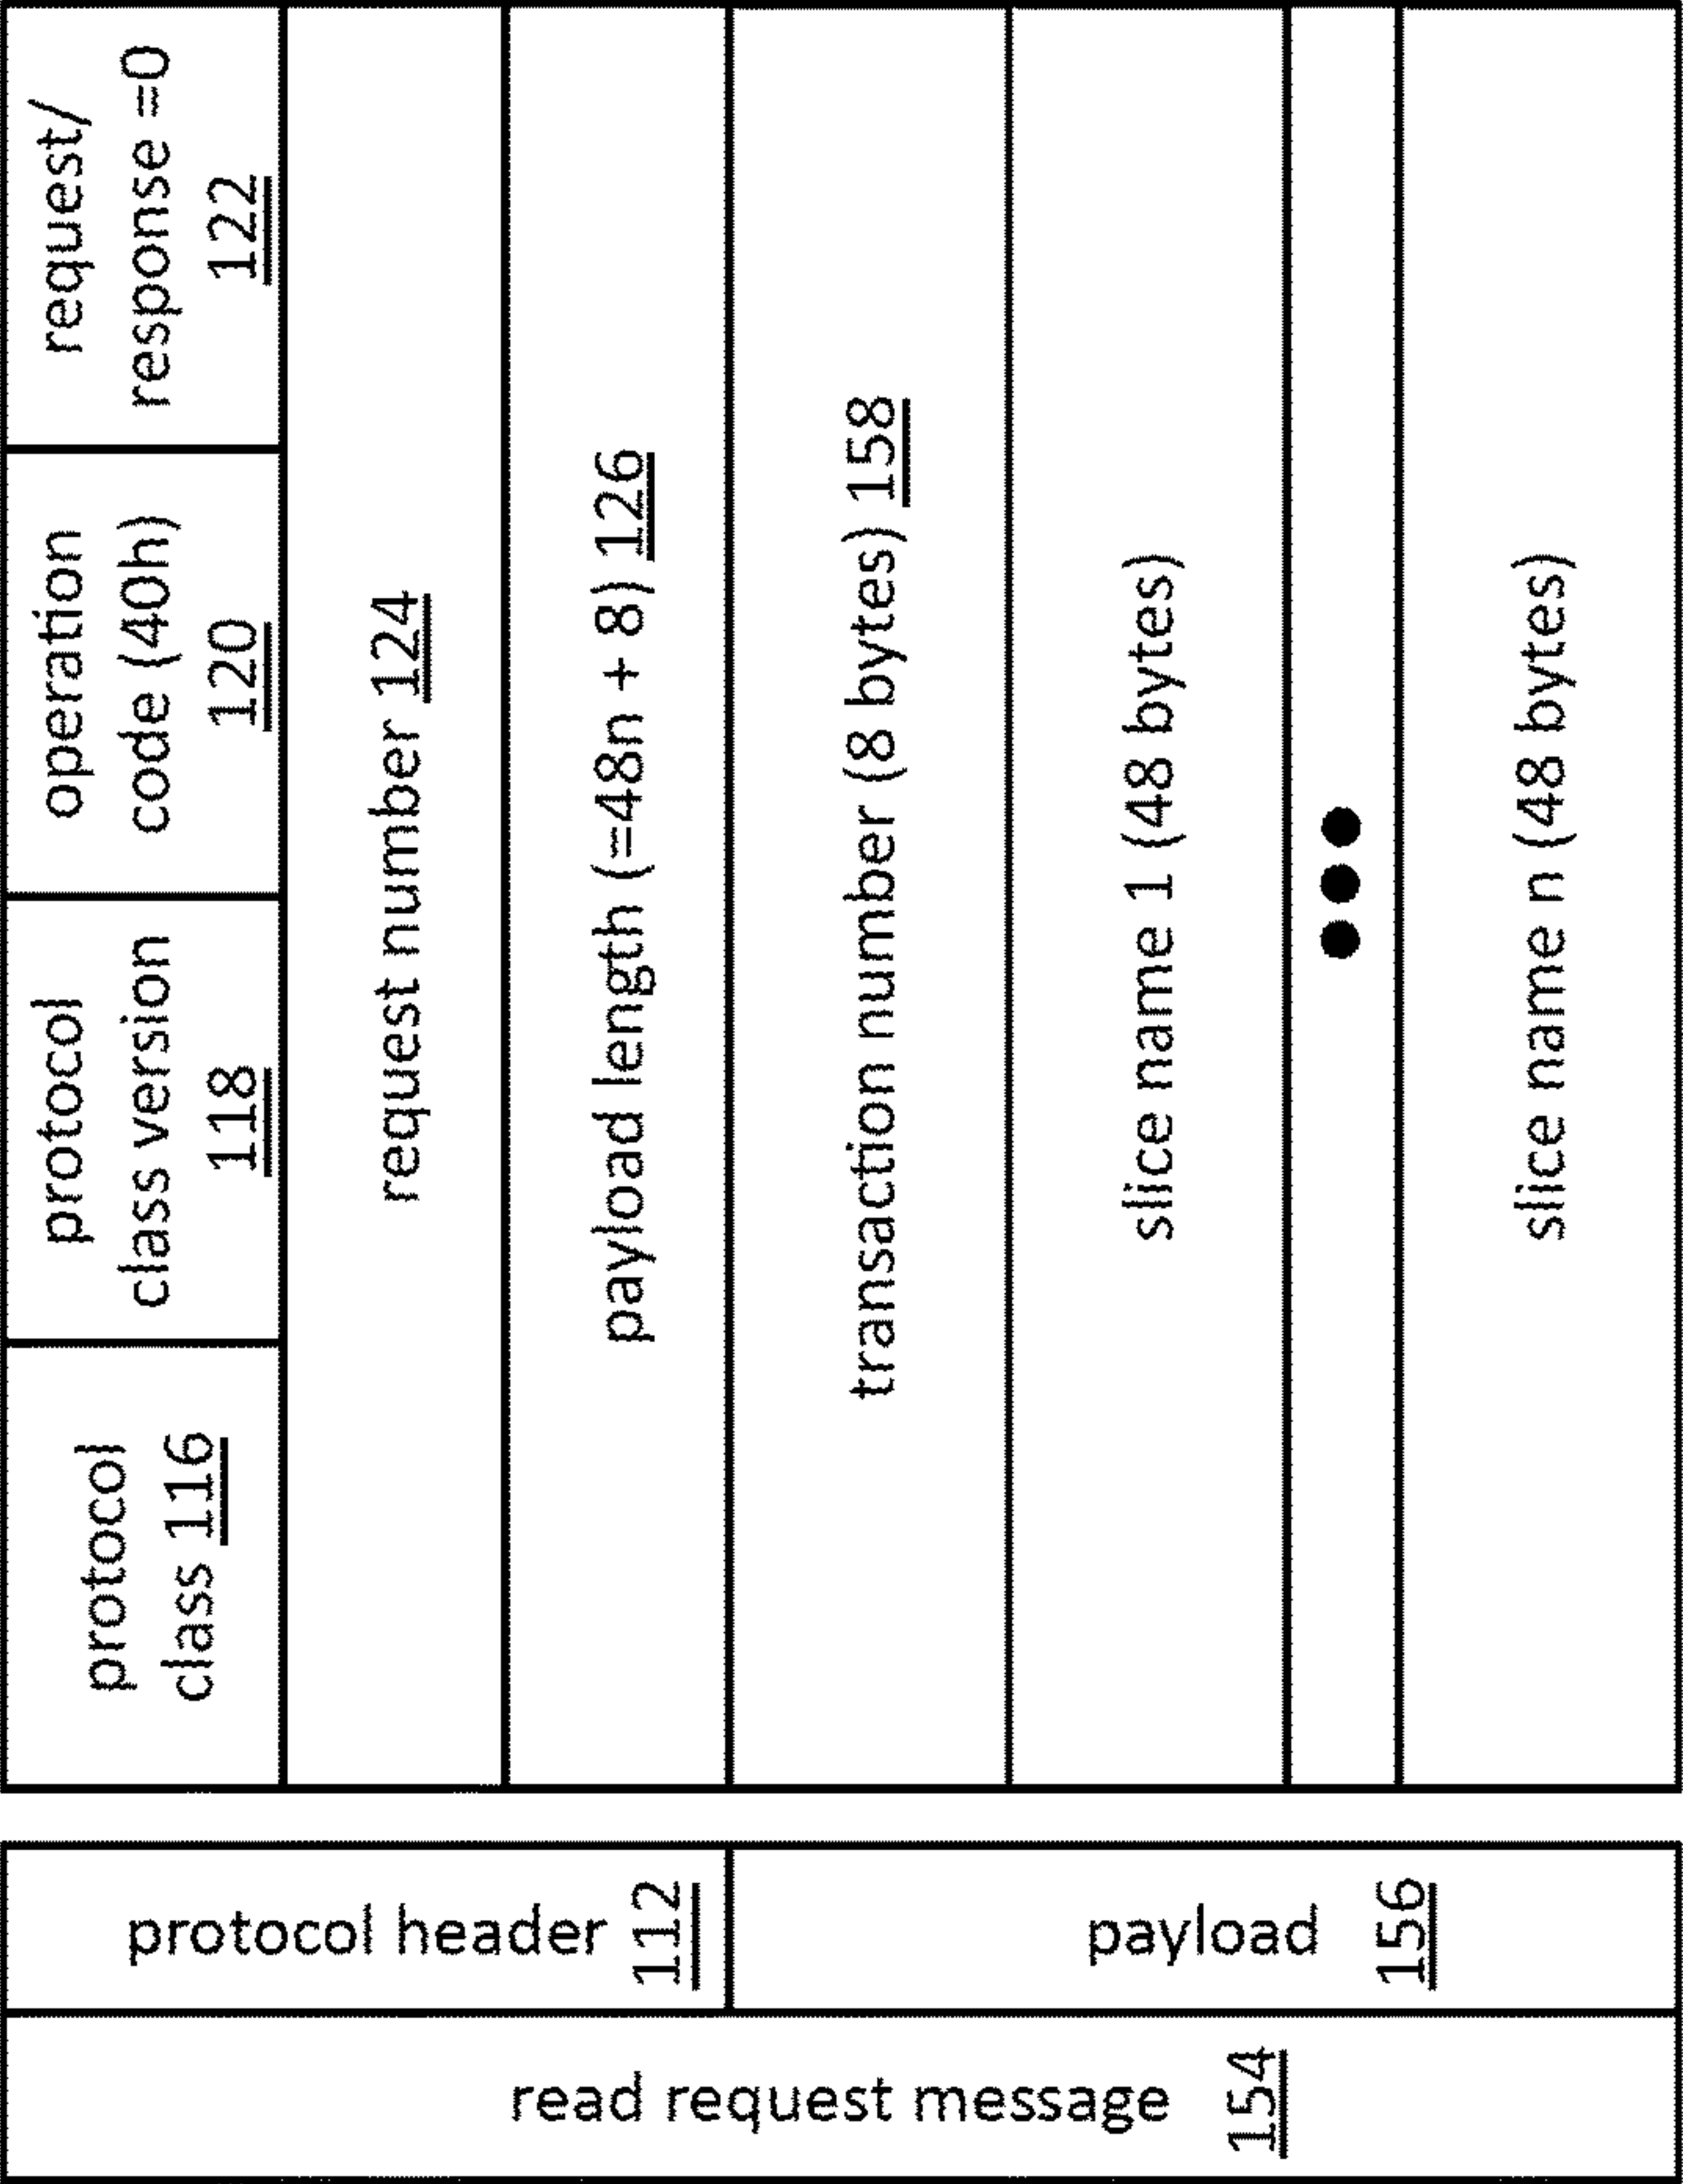 read request message 154
protocol header 112
payload 156
protocol
class 116
protocol
class version
118
operation
code (40h)
120
request/
response =0
122
request number 124
payload length (=48n + 8) 126
transaction number (8 bytes) 158
slice name 1 (48 bytes)
slice name n (48 bytes)